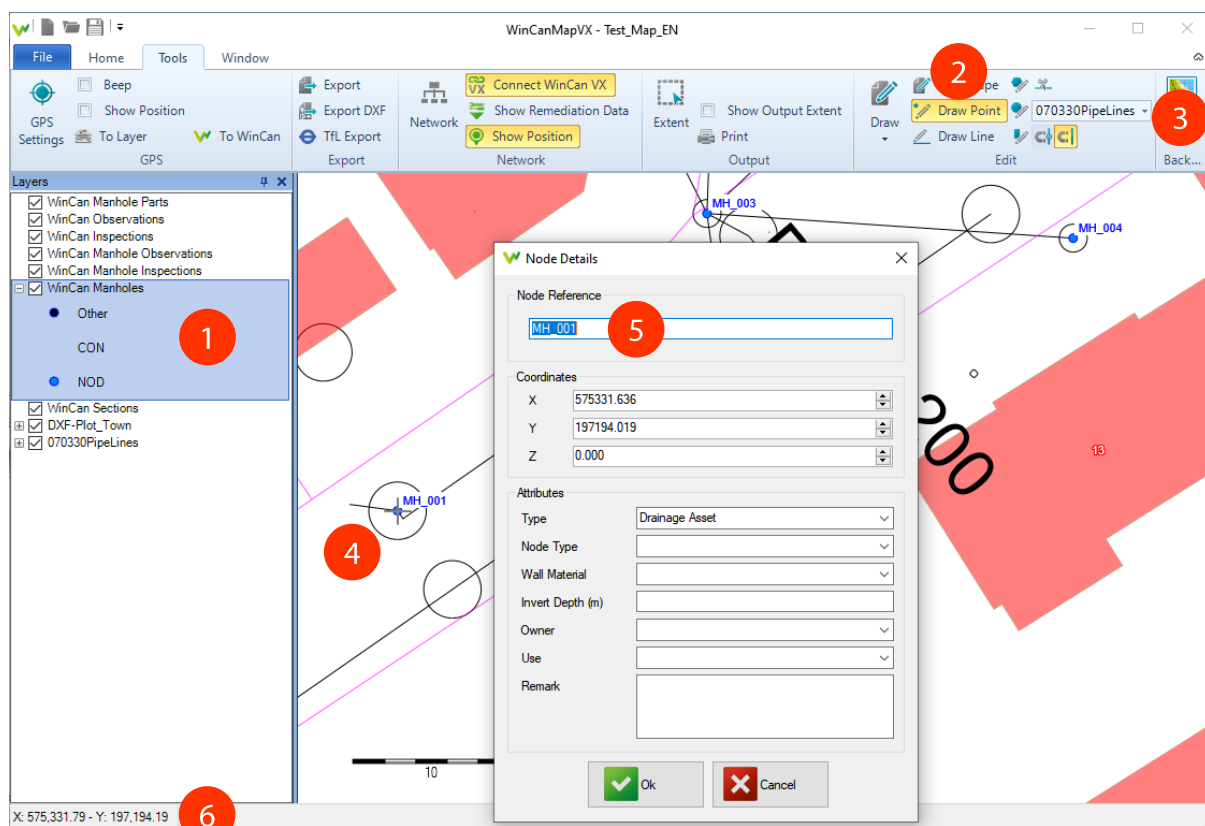 WinCanMapVX - Test_Map_EN
File Home Tools Window
GPS Settings
Beep
Show Position
To Layer To WinCan
GPS
Export
Export DXF
TfL Export
Export
Network
Connect WinCan VX
Show Remediation Data
Show Position
Network
Extent
Show Output Extent
Print
Output
Draw
Draw Point
070330PipeLines
Draw Line
Edit
Back...
2
3
Layers
WinCan Manhole Parts
WinCan Observations
WinCan Inspections
WinCan Manhole Observations
WinCan Manhole Inspections
WinCan Manholes
Other
CON
NOD
1
WinCan Sections
DXF-Plot_Town
070330PipeLines
MH_003
MH_004
MH_001
4
10
200
13
Node Details
Node Reference
MH_001
5
Coordinates
X 575331.636
Y 197194.019
Z 0.000
Attributes
Type Drainage Asset
Node Type
Wall Material
Invert Depth (m)
Owner
Use
Remark
Ok Cancel
X: 575,331.79 - Y: 197,194.19
6